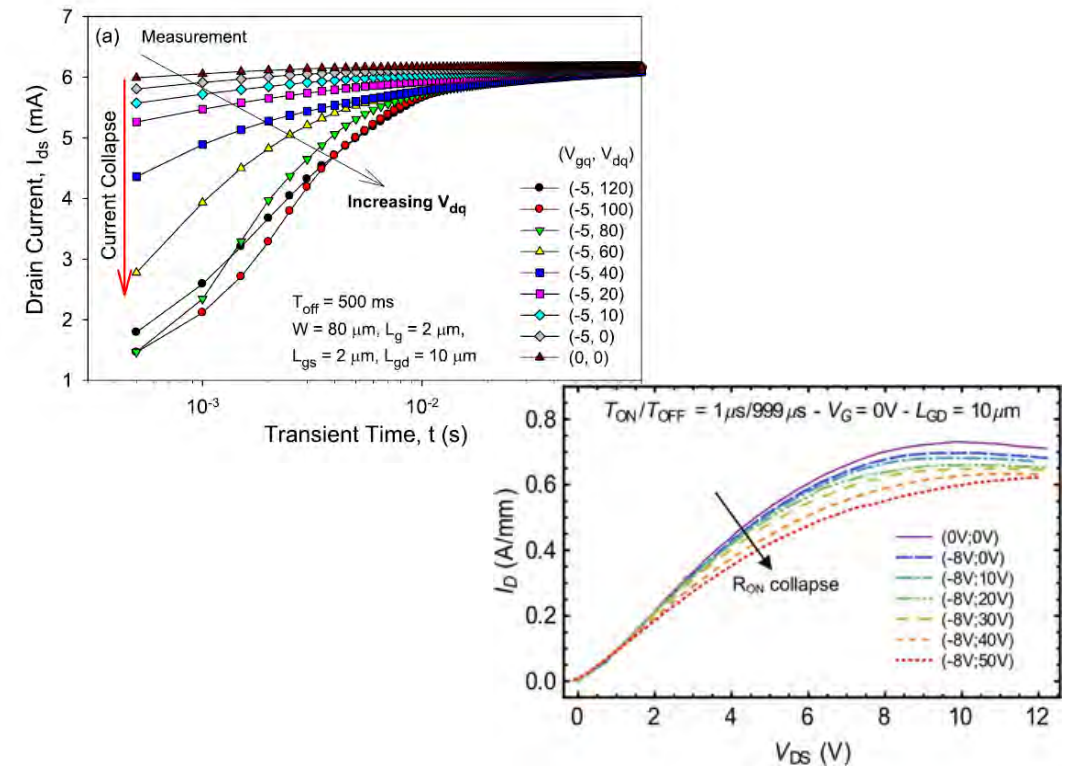 7
6
5
4
3
2
1
Drain Current, I_ds (mA)
(a)
Measurement
Current Collapse
Increasing V_dq
(V_gq, V_dq)
(-5, 120)
(-5, 100)
(-5, 80)
(-5, 60)
(-5, 40)
(-5, 20)
(-5, 10)
(-5, 0)
(0, 0)
T_off = 500 ms
W = 80 μm, L_g = 2 μm,
L_gs = 2 μm, L_gd = 10 μm
10^-3 10^-2
Transient Time, t (s)
T_ON/T_OFF = 1μs/999μs - V_G = 0V - L_GD = 10μm
0.8
0.6
0.4
0.2
0.0
I_D (A/mm)
R_ON collapse
(0V;0V)
(-8V;0V)
(-8V;10V)
(-8V;20V)
(-8V;30V)
(-8V;40V)
(-8V;50V)
0 2 4 6 8 10 12
V_DS (V)